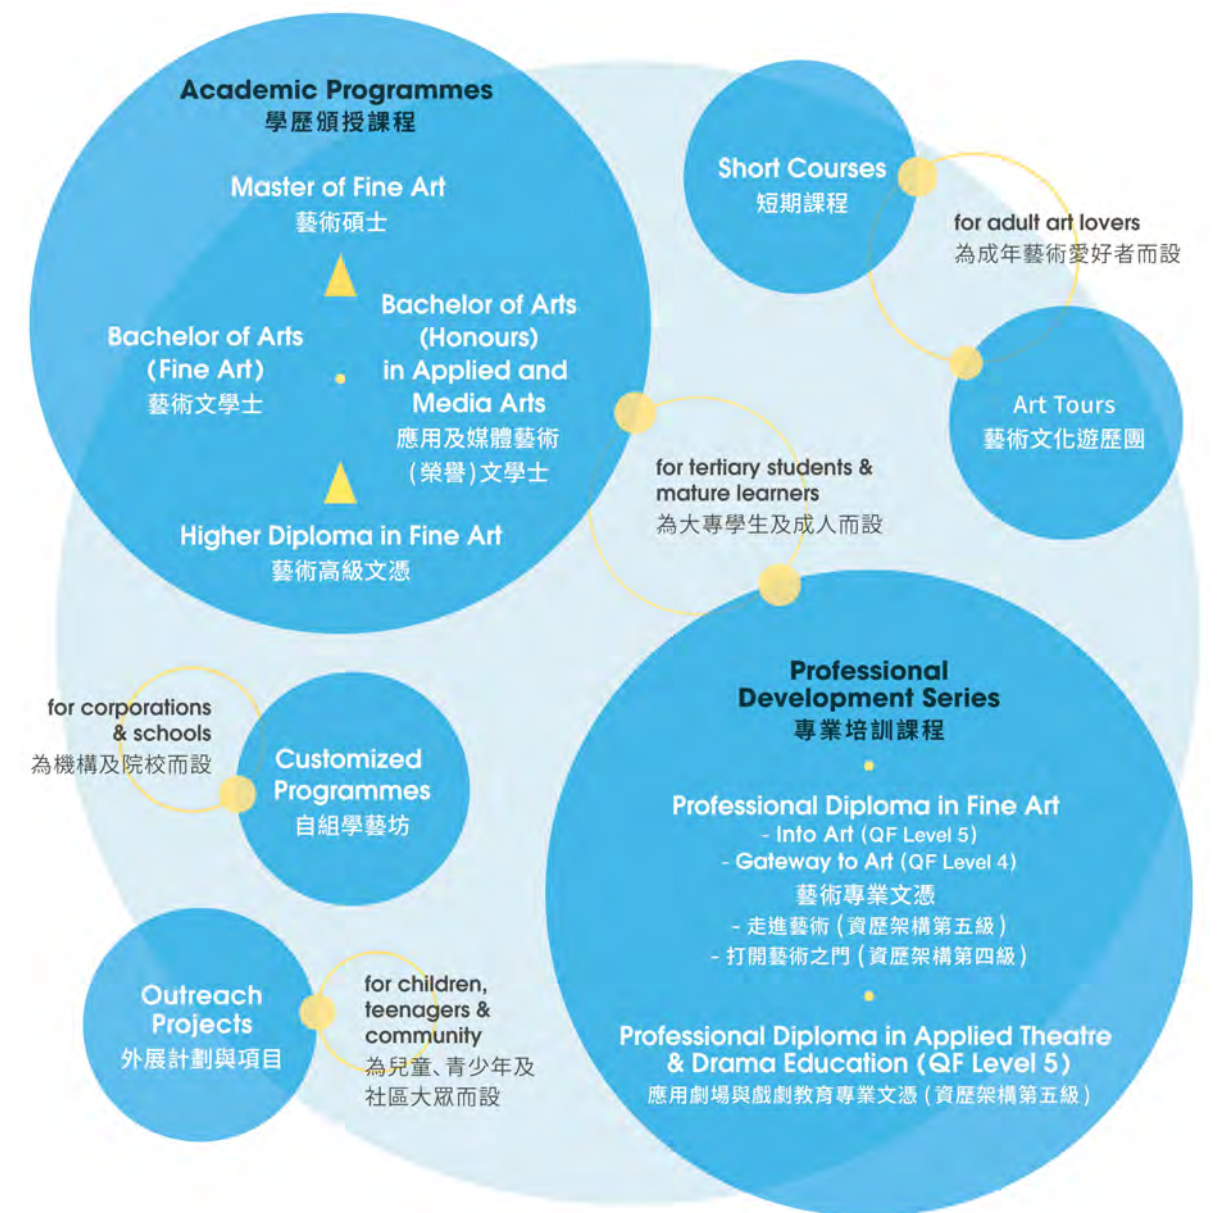 Academic Programmes
學歷頒授課程
Master of Fine Art
藝術碩士
Bachelor of Arts
(Fine Art)
藝術文學士
Bachelor of Arts
(Honours)
in Applied and
Media Arts
應用及媒體藝術
(榮譽)文學士
Higher Diploma in Fine Art
藝術高級文憑
Short Courses
短期課程
for adult art lovers
為成年藝術愛好者而設
Art Tours
藝術文化遊歷團
for tertiary students &
mature learners
為大專學生及成人而設
Professional
Development Series
專業培訓課程
Professional Diploma in Fine Art
- Into Art (QF Level 5)
- Gateway to Art (QF Level 4)
藝術專業文憑
- 走進藝術 (資歷架構第五級)
- 打開藝術之門 (資歷架構第四級)
Professional Diploma in Applied Theatre
& Drama Education (QF Level 5)
應用劇場與戲劇教育專業文憑 (資歷架構第五級)
for corporations
& schools
為機構及院校而設
Customized
Programmes
自組學藝坊
Outreach
Projects
外展計劃與項目
for children,
teenagers &
community
為兒童、青少年及
社區大眾而設